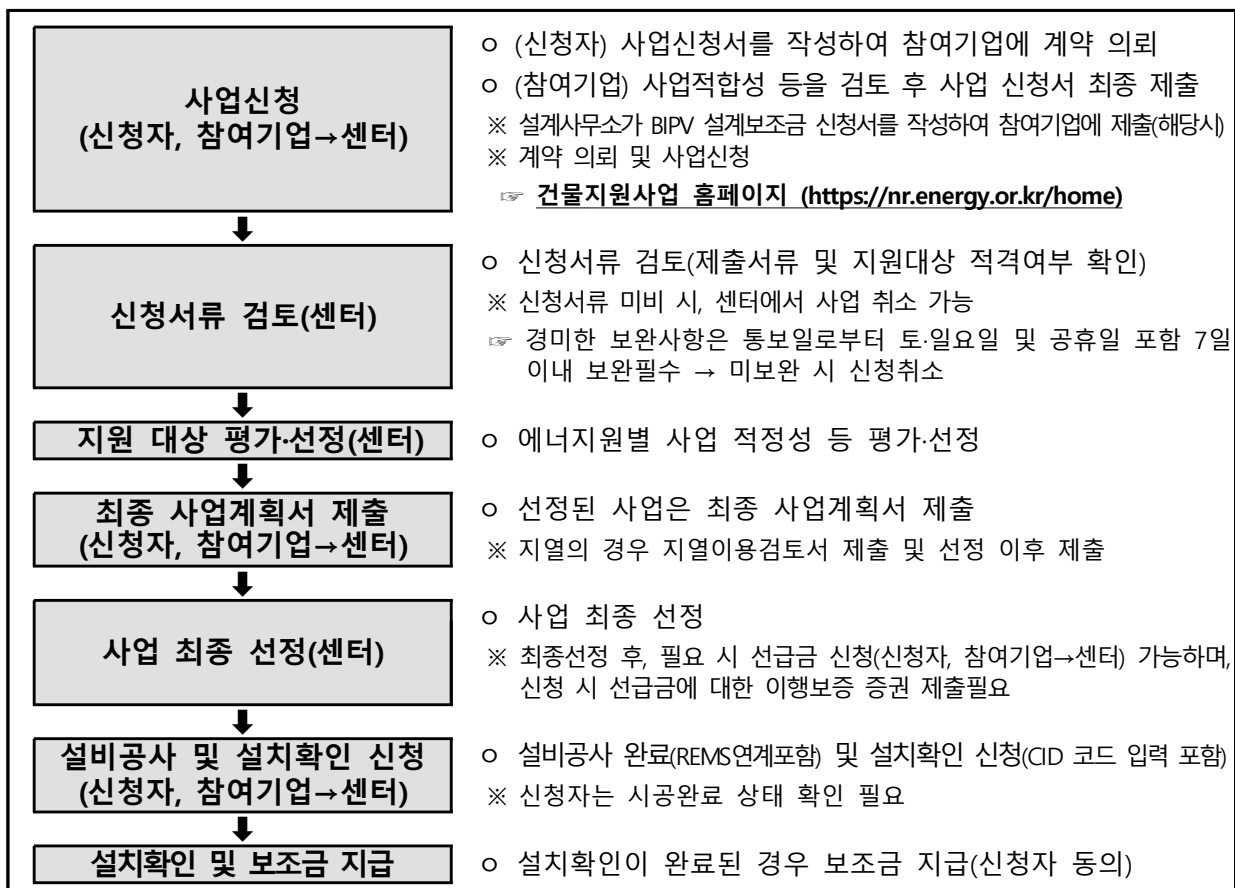 사업신청
(신청자, 참여기업→센터)
ㅇ (신청자) 사업신청서를 작성하여 참여기업에 계약 의뢰
ㅇ (참여기업) 사업적합성 등을 검토 후 사업 신청서 최종 제출
※ 설계사무소가 BIPV 설계보조금 신청서를 작성하여 참여기업에 제출(해당시)
※ 계약 의뢰 및 사업신청
☞ 건물지원사업 홈페이지 (https://nr.energy.or.kr/home)
신청서류 검토(센터)
ㅇ 신청서류 검토(제출서류 및 지원대상 적격여부 확인)
※ 신청서류 미비 시, 센터에서 사업 취소 가능
☞ 경미한 보완사항은 통보일로부터 토·일요일 및 공휴일 포함 7일
이내 보완필수 → 미보완 시 신청취소
지원 대상 평가·선정(센터)
ㅇ 에너지원별 사업 적정성 등 평가·선정
최종 사업계획서 제출
(신청자, 참여기업→센터)
ㅇ 선정된 사업은 최종 사업계획서 제출
※ 지열의 경우 지열이용검토서 제출 및 선정 이후 제출
사업 최종 선정(센터)
ㅇ 사업 최종 선정
※ 최종선정 후, 필요 시 선급금 신청(신청자, 참여기업→센터) 가능하며,
신청 시 선급금에 대한 이행보증 증권 제출필요
설비공사 및 설치확인 신청
(신청자, 참여기업→센터)
ㅇ 설비공사 완료(REMS연계포함) 및 설치확인 신청(CID 코드 입력 포함)
※ 신청자는 시공완료 상태 확인 필요
설치확인 및 보조금 지급
ㅇ 설치확인이 완료된 경우 보조금 지급(신청자 동의)